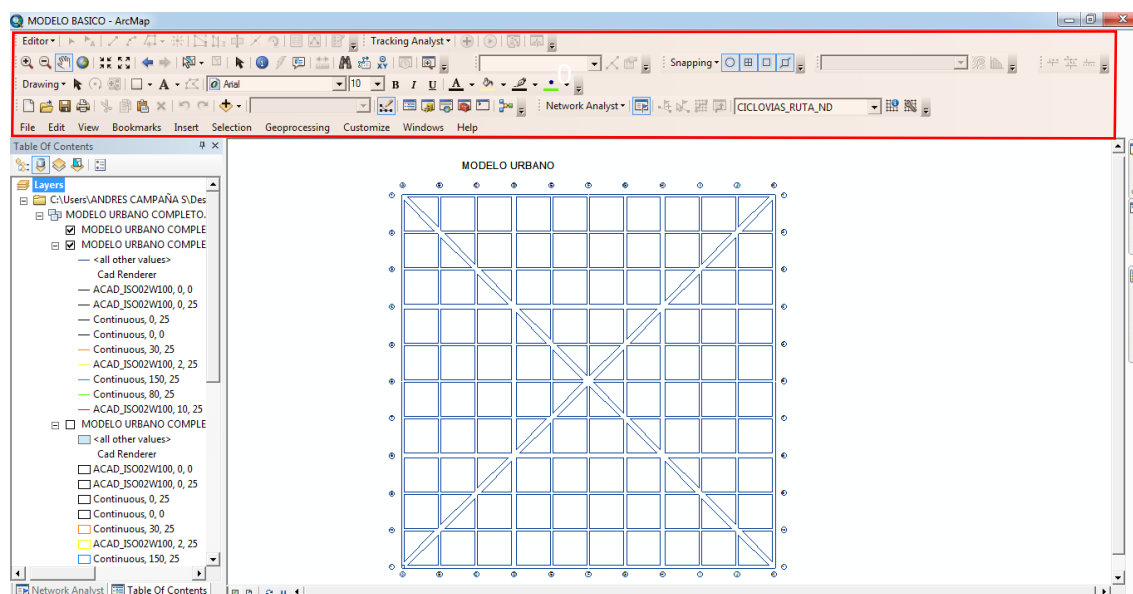 MODELO BASICO - ArcMap
Editor Tracking Analyst
Snapping
Drawing A Arial 10 B I U A
Network Analyst CICLOVIAS_RUTA_ND
File Edit View Bookmarks Insert Selection Geoprocessing Customize Windows Help
Table Of Contents
Layers
C:\Users\ANDRES CAMPAÑA S\Des
MODELO URBANO COMPLETO.
MODELO URBANO COMPLE
MODELO URBANO COMPLE
<all other values>
Cad Renderer
ACAD_ISO02W100, 0, 0
ACAD_ISO02W100, 0, 25
Continuous, 0, 25
Continuous, 0, 0
Continuous, 30, 25
ACAD_ISO02W100, 2, 25
Continuous, 150, 25
Continuous, 80, 25
ACAD_ISO02W100, 10, 25
MODELO URBANO COMPLE
<all other values>
Cad Renderer
ACAD_ISO02W100, 0, 0
ACAD_ISO02W100, 0, 25
Continuous, 0, 25
Continuous, 0, 0
Continuous, 30, 25
ACAD_ISO02W100, 2, 25
Continuous, 150, 25
Network Analyst Table Of Contents
MODELO URBANO